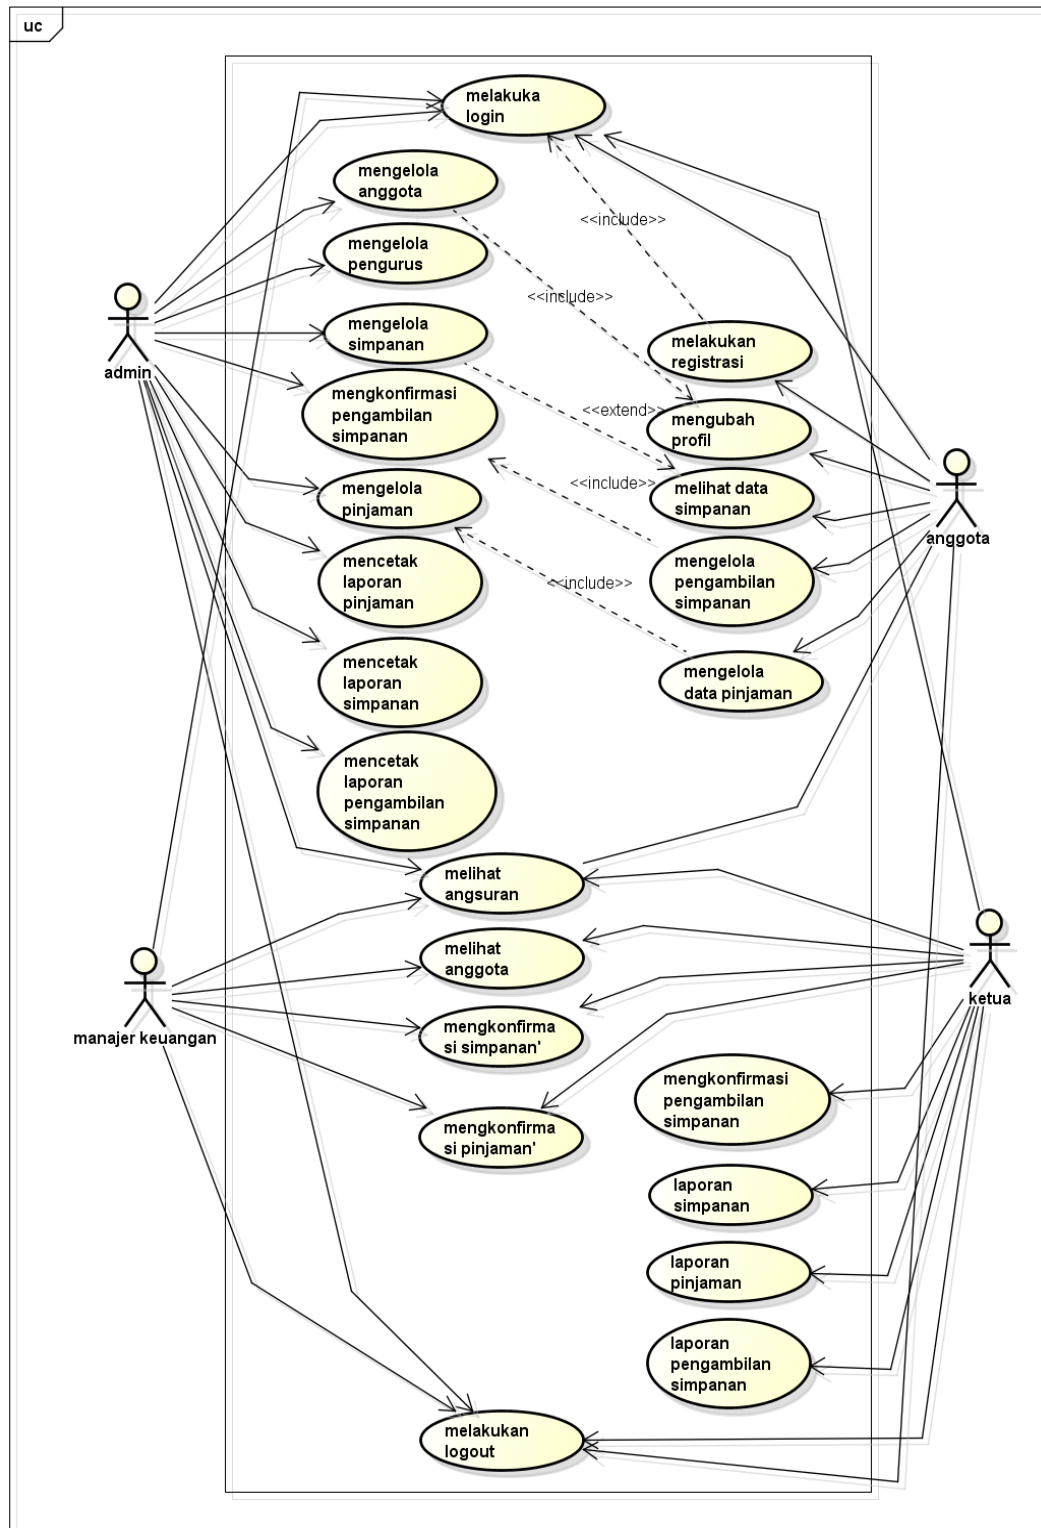 uc
melakuka
login
mengelola
anggota
<<include>>
mengelola
pengurus
<<include>>
admin
mengelola
simpanan
melakukan
registrasi
mengkonfirmasi
pengambilan
simpanan
<<extend>>
mengubah
profil
mengelola
pinjaman
<<include>>
melihat data
simpanan
anggota
mencetak
laporan
pinjaman
<<include>>
mengelola
pengambilan
simpanan
mencetak
laporan
simpanan
mengelola
data pinjaman
mencetak
laporan
pengambilan
simpanan
melihat
angsuran
melihat
anggota
manajer keuangan
ketua
mengkonfirma
si simpanan'
mengkonfirmasi
pengambilan
simpanan
mengkonfirma
si pinjaman'
laporan
simpanan
laporan
pinjaman
laporan
pengambilan
simpanan
melakukan
logout